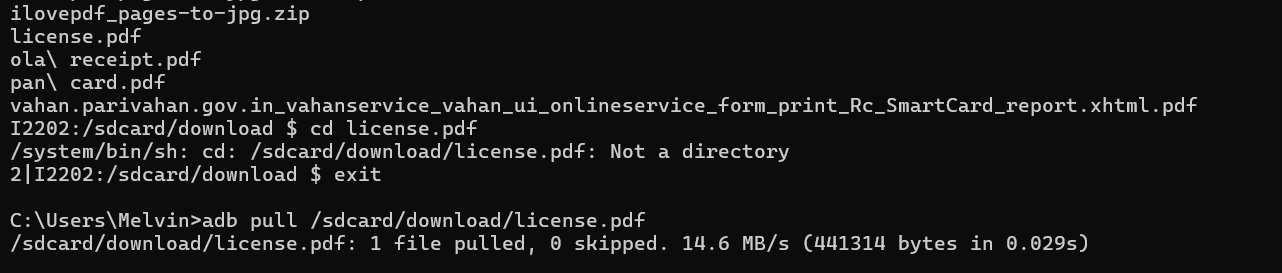 ilovepdf_pages-to-jpg.zip
license.pdf
ola\ receipt.pdf
pan\ card.pdf
vahan.parivahan.gov.in_vahanservice_vahan_ui_onlineservice_form_print_Rc_SmartCard_report.xhtml.pdf
I2202:/sdcard/download $ cd license.pdf
/system/bin/sh: cd: /sdcard/download/license.pdf: Not a directory
2|I2202:/sdcard/download $ exit
C:\Users\Melvin>adb pull /sdcard/download/license.pdf
/sdcard/download/license.pdf: 1 file pulled, 0 skipped. 14.6 MB/s (441314 bytes in 0.029s)